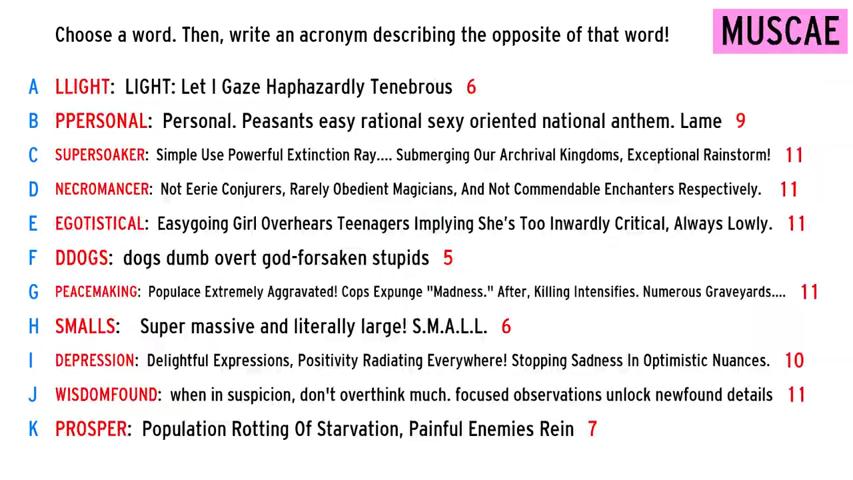 Choose a word. Then, write an acronym describing the opposite of that word! MUSCAE
A LLIGHT: LIGHT: Let I Gaze Haphazardly Tenebrous 6
B PPERSONAL: Personal. Peasants easy rational sexy oriented national anthem. Lame 9
C SUPERSOAKER: Simple Use Powerful Extinction Ray.... Submerging Our Archrival Kingdoms, Exceptional Rainstorm! 11
D NECROMANCER: Not Eerie Conjurers, Rarely Obedient Magicians, And Not Commendable Enchanters Respectively. 11
E EGOTISTICAL: Easygoing Girl Overhears Teenagers Implying She's Too Inwardly Critical, Always Lowly. 11
F DDOGS: dogs dumb overt god-forsaken stupids 5
G PEACEMAKING: Populace Extremely Aggravated! Cops Expunge "Madness." After, Killing Intensifies. Numerous Graveyards.... 11
H SMALLS: Super massive and literally large! S.M.A.L.L. 6
I DEPRESSION: Delightful Expressions, Positivity Radiating Everywhere! Stopping Sadness In Optimistic Nuances. 10
J WISDOMFOUND: when in suspicion, don't overthink much. focused observations unlock newfound details 11
K PROSPER: Population Rotting Of Starvation, Painful Enemies Rein 7